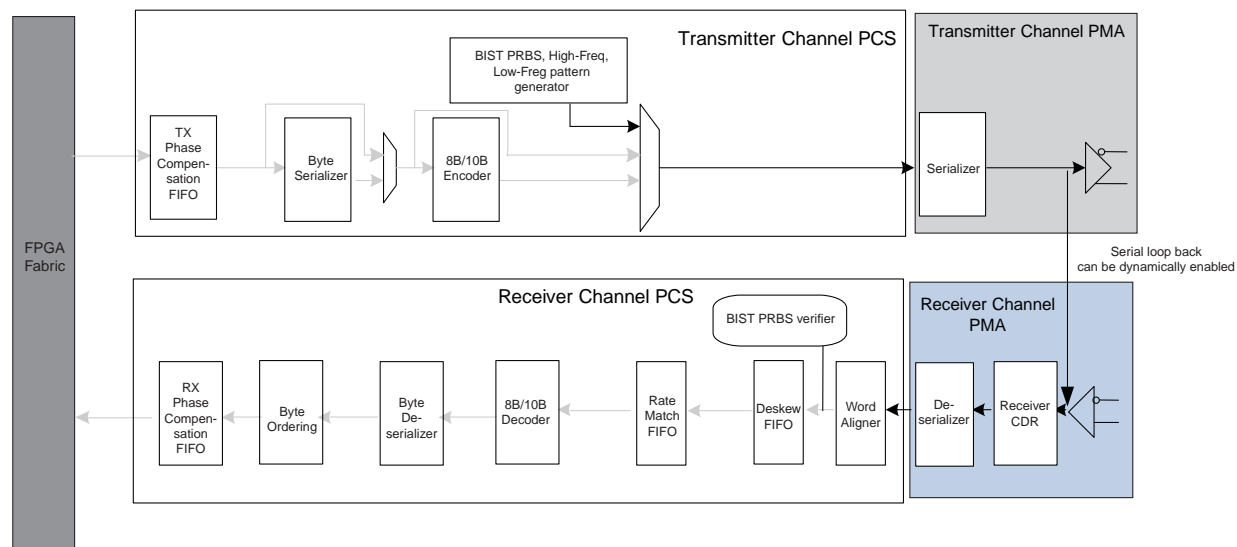 Transmitter Channel PCS
Transmitter Channel PMA
BIST PRBS, High-Freq,
Low-Freg pattern
generator
TX
Phase
Compen-
sation
FIFO
Byte
Serializer
8B/10B
Encoder
Serializer
FPGA
Fabric
Serial loop back
can be dynamically enabled
Receiver Channel PCS
Receiver Channel
PMA
BIST PRBS verifier
RX
Phase
Compen-
sation
FIFO
Byte
Ordering
Byte
De-
serializer
8B/10B
Decoder
Rate
Match
FIFO
Deskew
FIFO
Word
Aligner
De-
serializer
Receiver
CDR